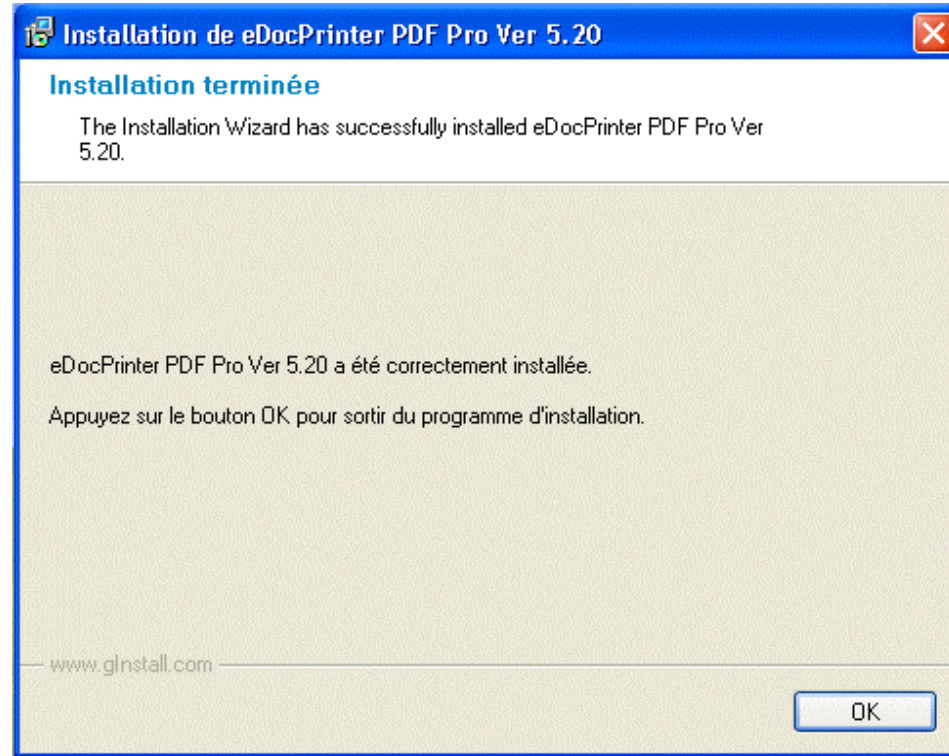 Installation de eDocPrinter PDF Pro Ver 5.20
Installation terminée
The Installation Wizard has successfully installed eDocPrinter PDF Pro Ver
5.20.
eDocPrinter PDF Pro Ver 5.20 a été correctement installée.
Appuyez sur le bouton OK pour sortir du programme d'installation.
www.gInstall.com
OK